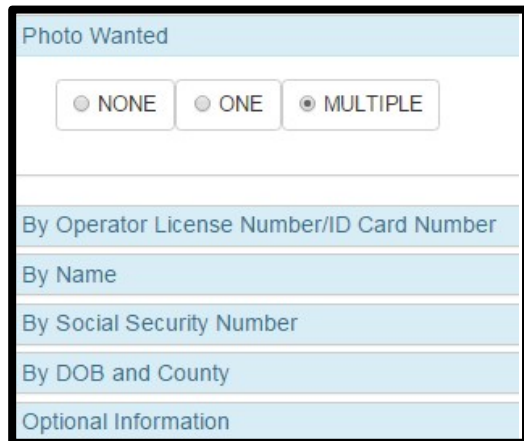 Photo Wanted
NONE ONE MULTIPLE
By Operator License Number/ID Card Number
By Name
By Social Security Number
By DOB and County
Optional Information